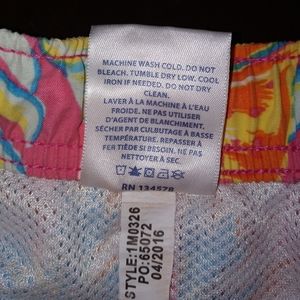 MACHINE WASH COLD. DO NOT
BLEACH. TUMBLE DRY LOW. COOL
IRON IF NEEDED. DO NOT DRY
CLEAN.
LAVER À LA MACHINE À L'EAU
FROIDE. NE PAS UTILISER
D'AGENT DE BLANCHIMENT.
SÉCHER PAR CULBUTAGE À BASSE
TEMPÉRATURE. REPASSER À
FER TIÈDE SI NÉCESSAIRE. NE PAS
NETTOYER À SEC.
RN 134578
STYLE:1M0326
PO:65072
04/2016